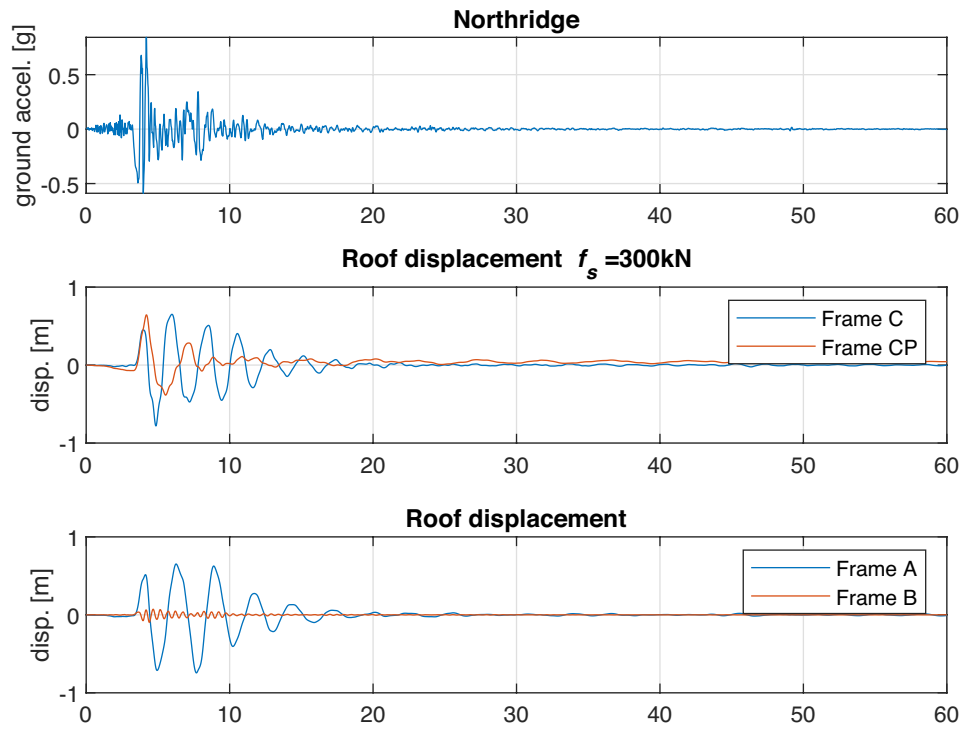 Northridge
ground accel. [g]
0.5
0
-0.5
0 10 20 30 40 50 60
Roof displacement f_s =300kN
disp. [m]
1
0
-1
Frame C
Frame CP
0 10 20 30 40 50 60
Roof displacement
disp. [m]
1
0
-1
Frame A
Frame B
0 10 20 30 40 50 60